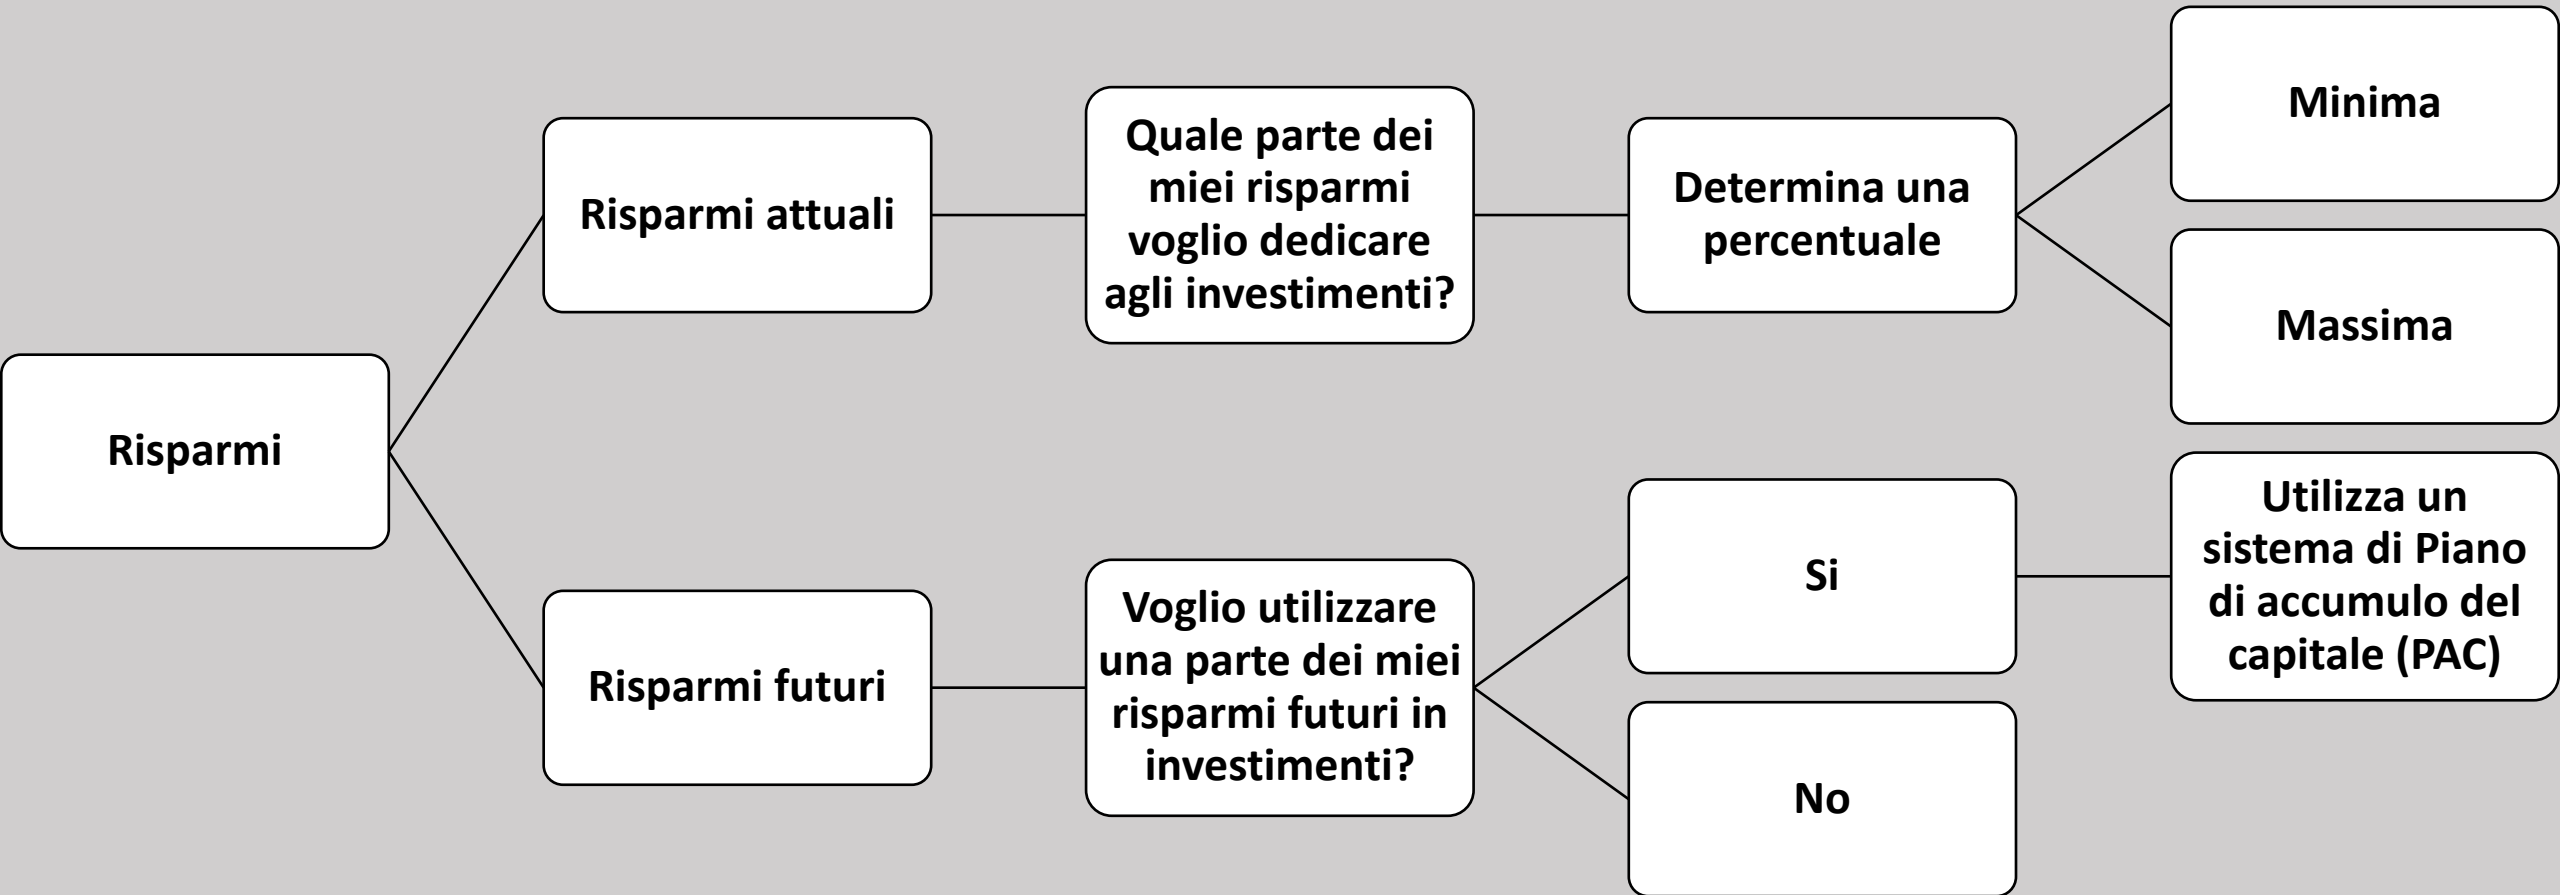 Risparmi
Risparmi attuali
Quale parte dei
miei risparmi
voglio dedicare
agli investimenti?
Determina una
percentuale
Minima
Massima
Risparmi futuri
Voglio utilizzare
una parte dei miei
risparmi futuri in
investimenti?
Si
Utilizza un
sistema di Piano
di accumulo del
capitale (PAC)
No